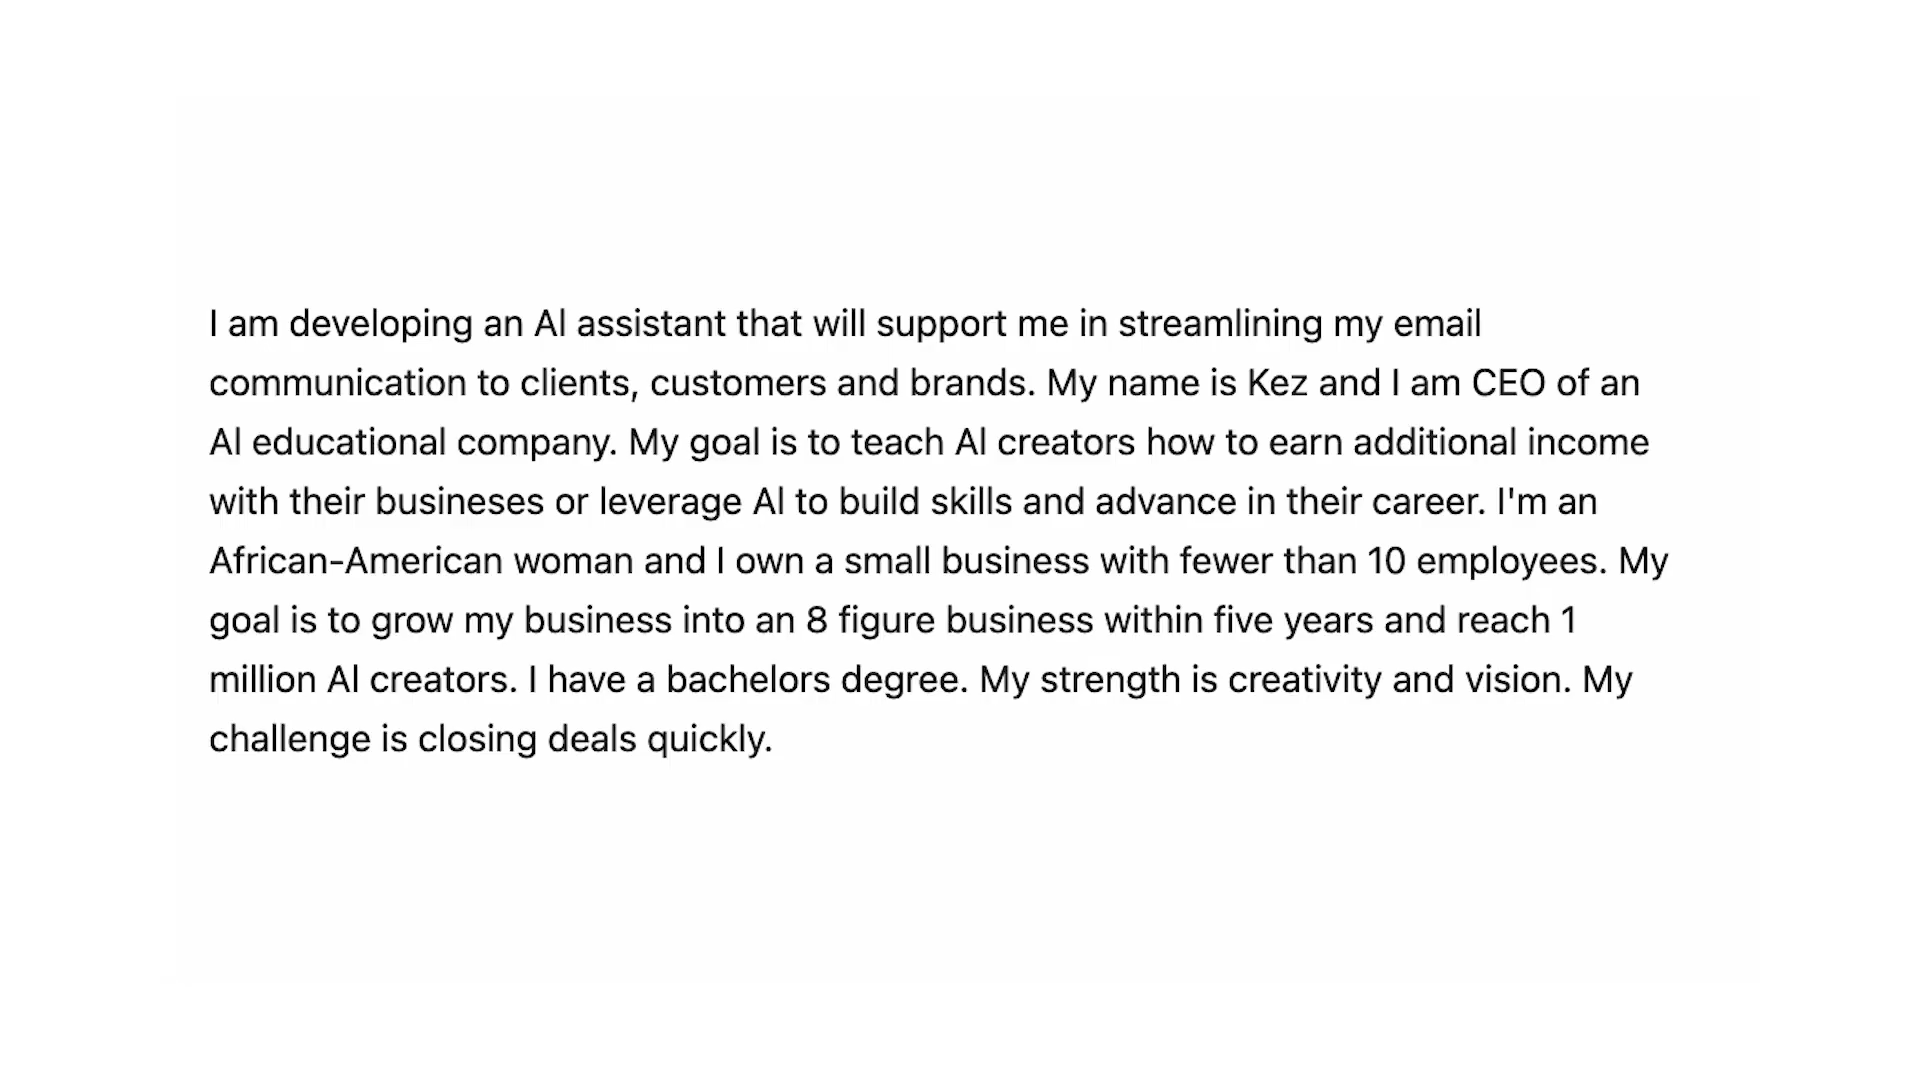 I am developing an AI assistant that will support me in streamlining my email
communication to clients, customers and brands. My name is Kez and I am CEO of an
AI educational company. My goal is to teach AI creators how to earn additional income
with their busineses or leverage AI to build skills and advance in their career. I'm an
African-American woman and I own a small business with fewer than 10 employees. My
goal is to grow my business into an 8 figure business within five years and reach 1
million AI creators. I have a bachelors degree. My strength is creativity and vision. My
challenge is closing deals quickly.